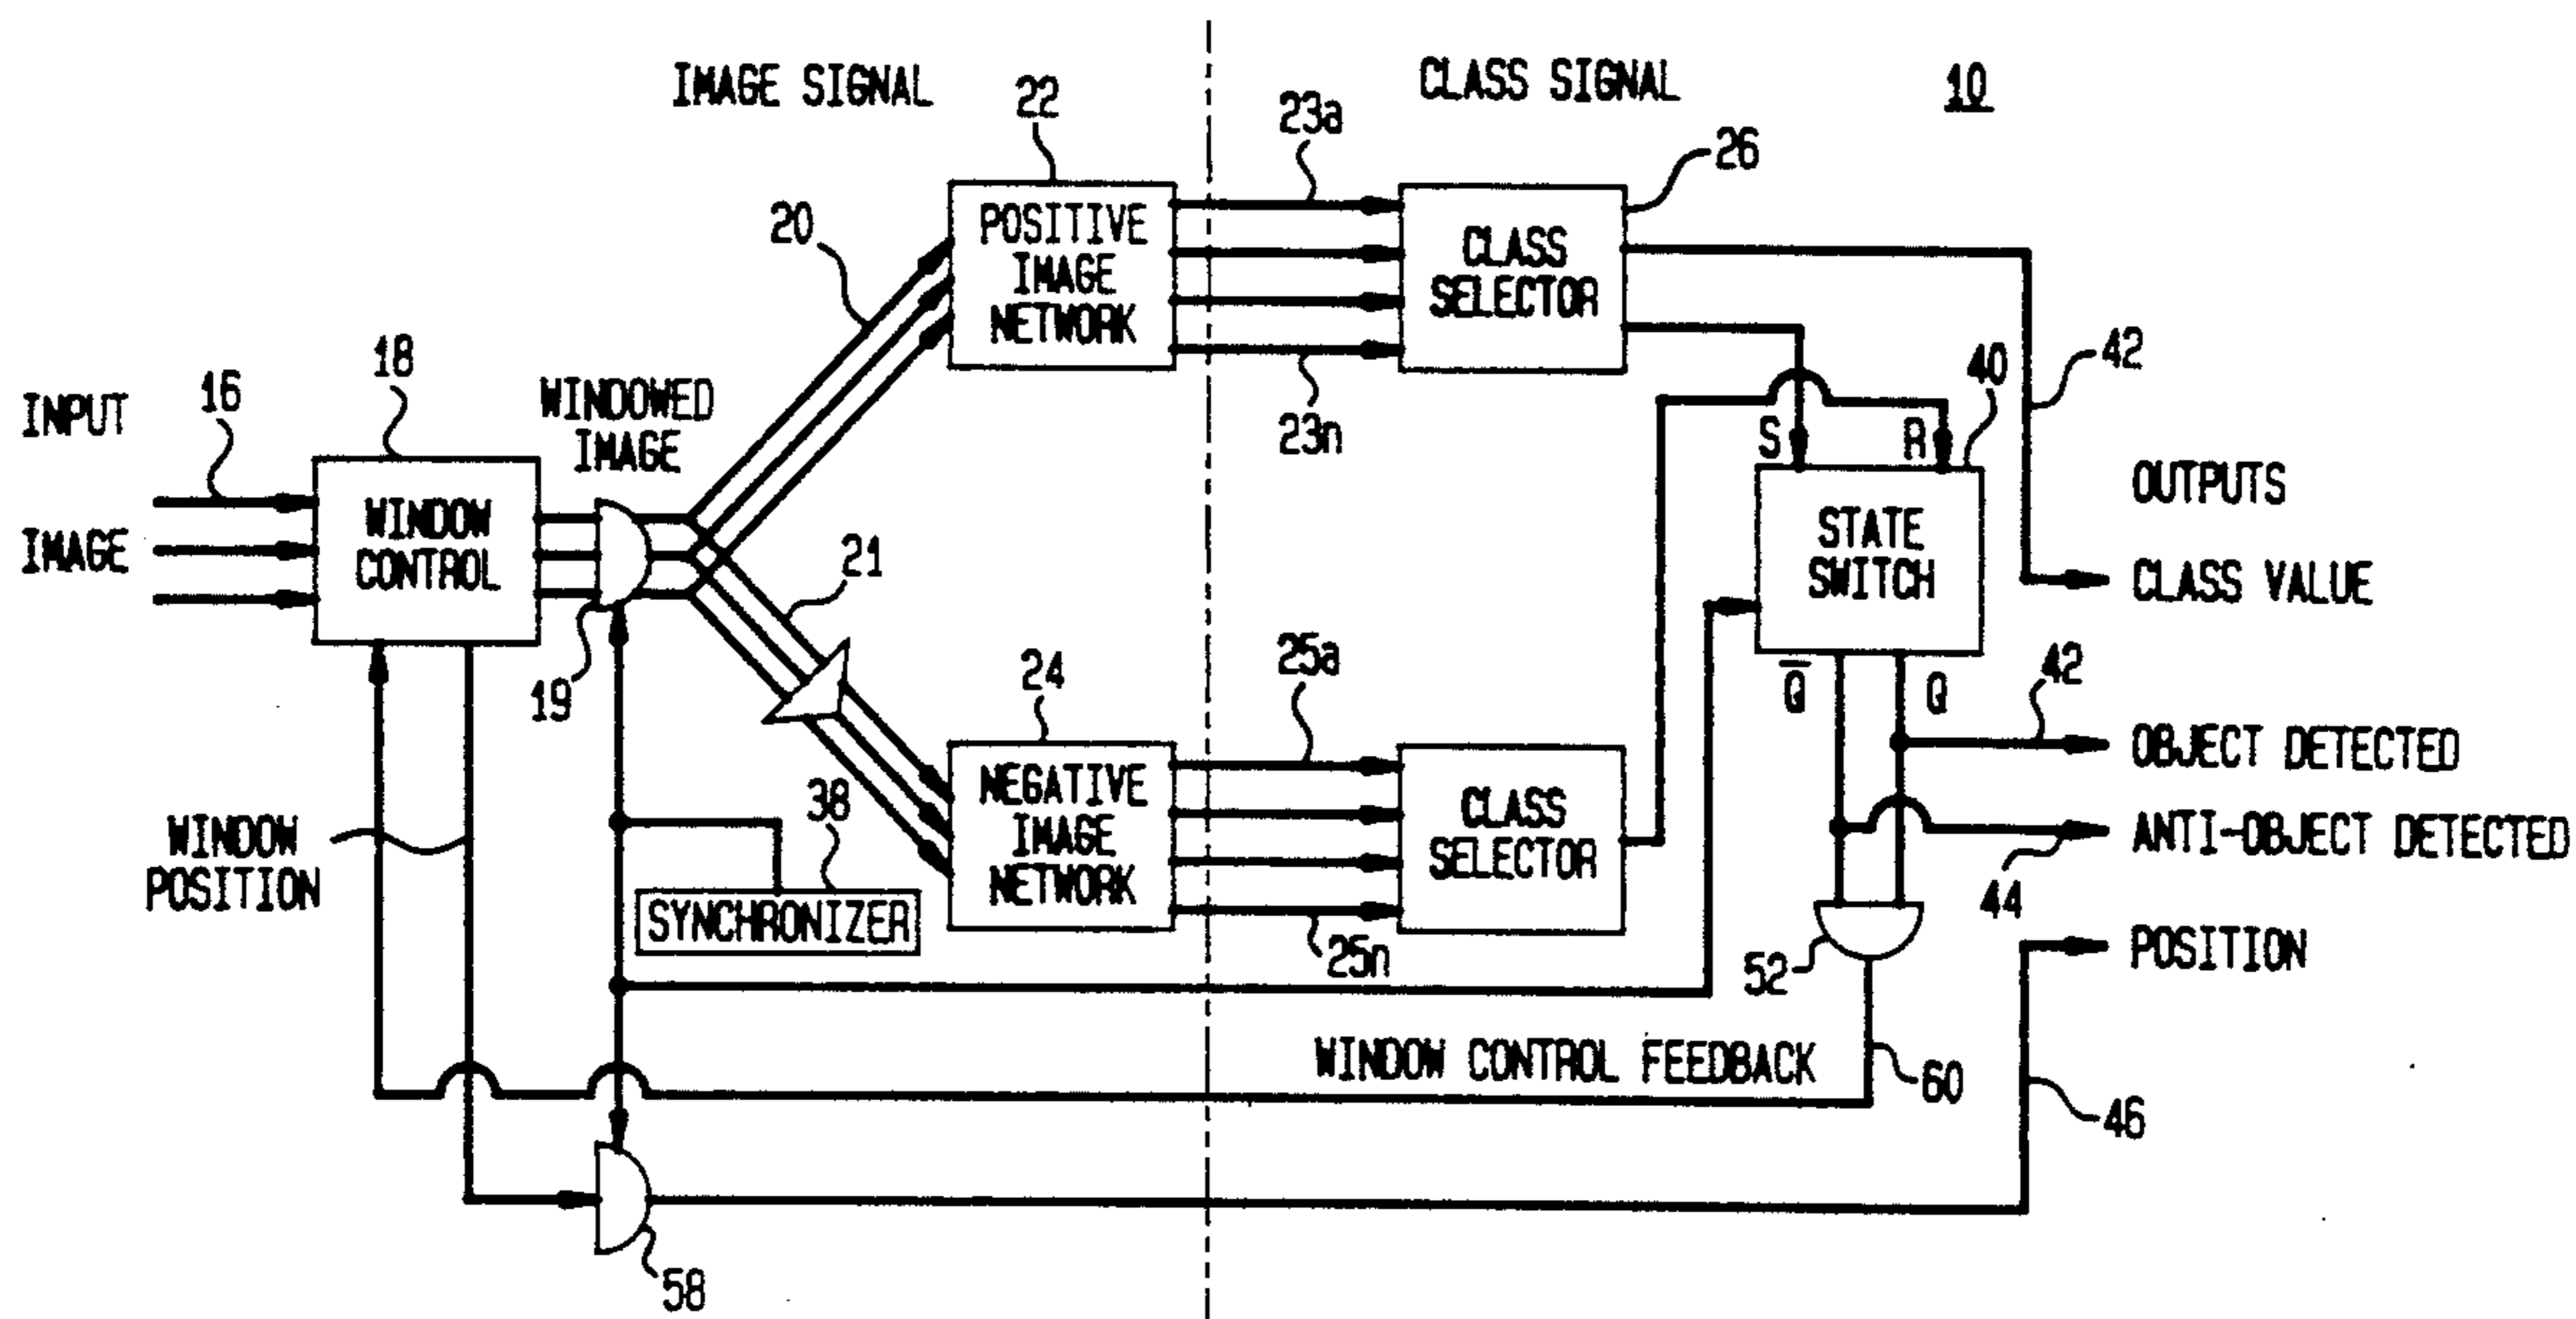 IMAGE SIGNAL
CLASS SIGNAL
10
22
23a
26
20
POSITIVE
IMAGE
NETWORK
CLASS
SELECTOR
23n
42
40
INPUT
16
18
WINDOWED
IMAGE
S
R
IMAGE
WINDOW
CONTROL
19
21
STATE
SWITCH
OUTPUTS
CLASS VALUE
Q
Q
42
OBJECT DETECTED
24
25a
NEGATIVE
IMAGE
NETWORK
CLASS
SELECTOR
25n
38
SYNCHRONIZER
WINDOW
POSITION
ANTI-OBJECT DETECTED
44
52
POSITION
WINDOW CONTROL FEEDBACK
60
46
58